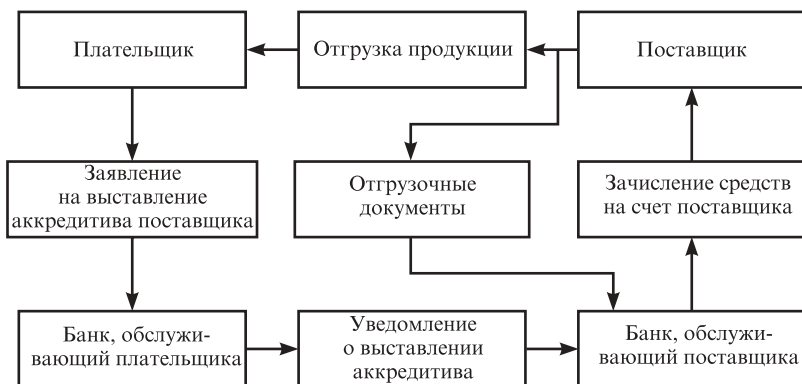 Плательщик
Отгрузка продукции
Поставщик
Заявление
на выставление
аккредитива поставщика
Отгрузочные
документы
Зачисление средств
на счет поставщика
Банк, обслужи-
вающий плательщика
Уведомление
о выставлении
аккредитива
Банк, обслужи-
вающий поставщика